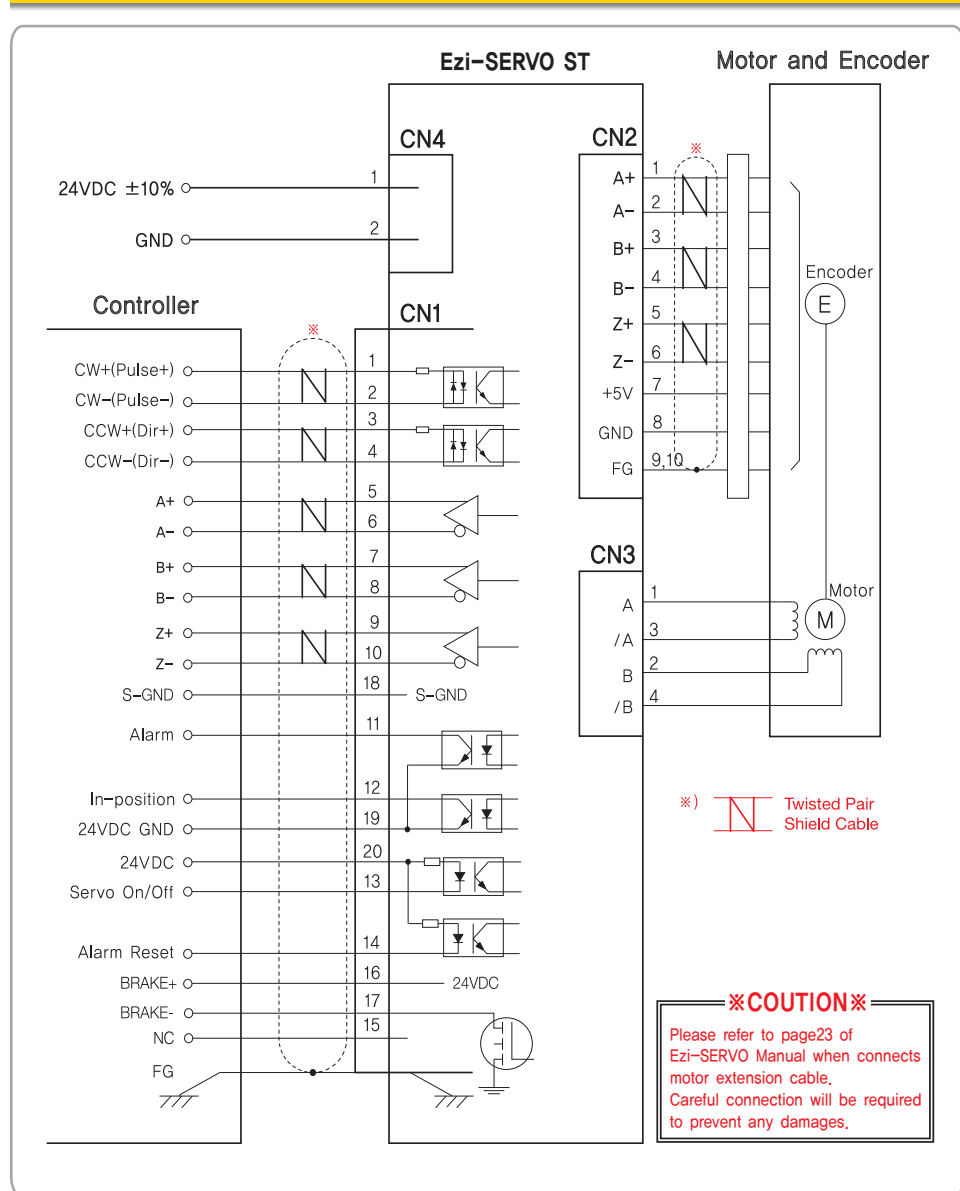 Ezi-SERVO ST
Motor and Encoder
CN4
1
24VDC ±10%
2
GND
CN2
※
A+ 1
A- 2
B+ 3
B- 4
Z+ 5
Z- 6
+5V 7
GND 8
FG 9,10
Encoder
E
Controller
※
CN1
CW+(Pulse+) 1
CW-(Pulse-) 2
CCW+(Dir+) 3
CCW-(Dir-) 4
A+ 5
A- 6
B+ 7
B- 8
Z+ 9
Z- 10
S-GND 18 S-GND
Alarm 11
In-position 12
24VDC GND 19
24VDC 20
Servo On/Off 13
Alarm Reset 14
BRAKE+ 16 24VDC
BRAKE- 17
NC 15
FG
CN3
A 1
/A 3
B 2
/B 4
Motor
M
※) Twisted Pair
Shield Cable
※COUTION※
Please refer to page23 of
Ezi-SERVO Manual when connects
motor extension cable.
Careful connection will be required
to prevent any damages.